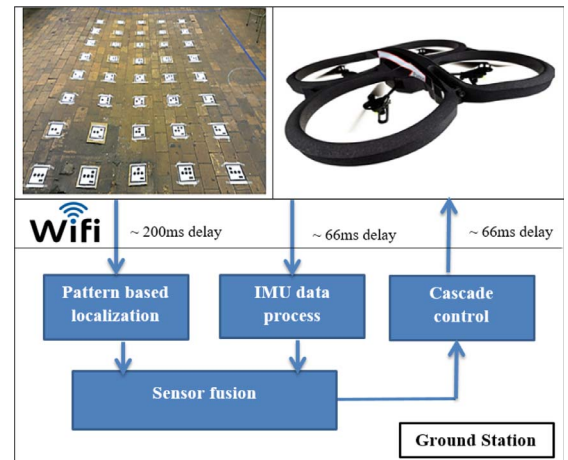 Wifi
~ 200ms delay
~ 66ms delay
~ 66ms delay
Pattern based
localization
IMU data
process
Cascade
control
Sensor fusion
Ground Station